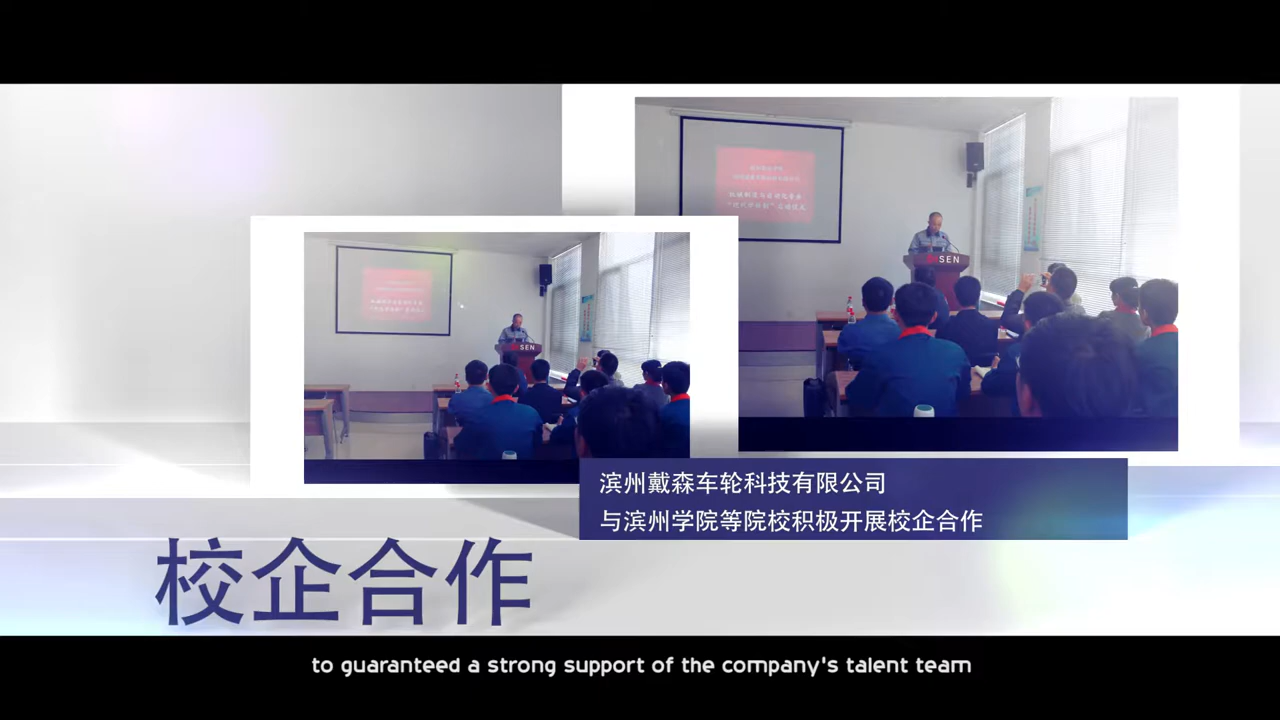 SEN
SEN
滨州戴森车轮科技有限公司
与滨州学院等院校积极开展校企合作
校企合作
to guaranteed a strong support of the company's talent team